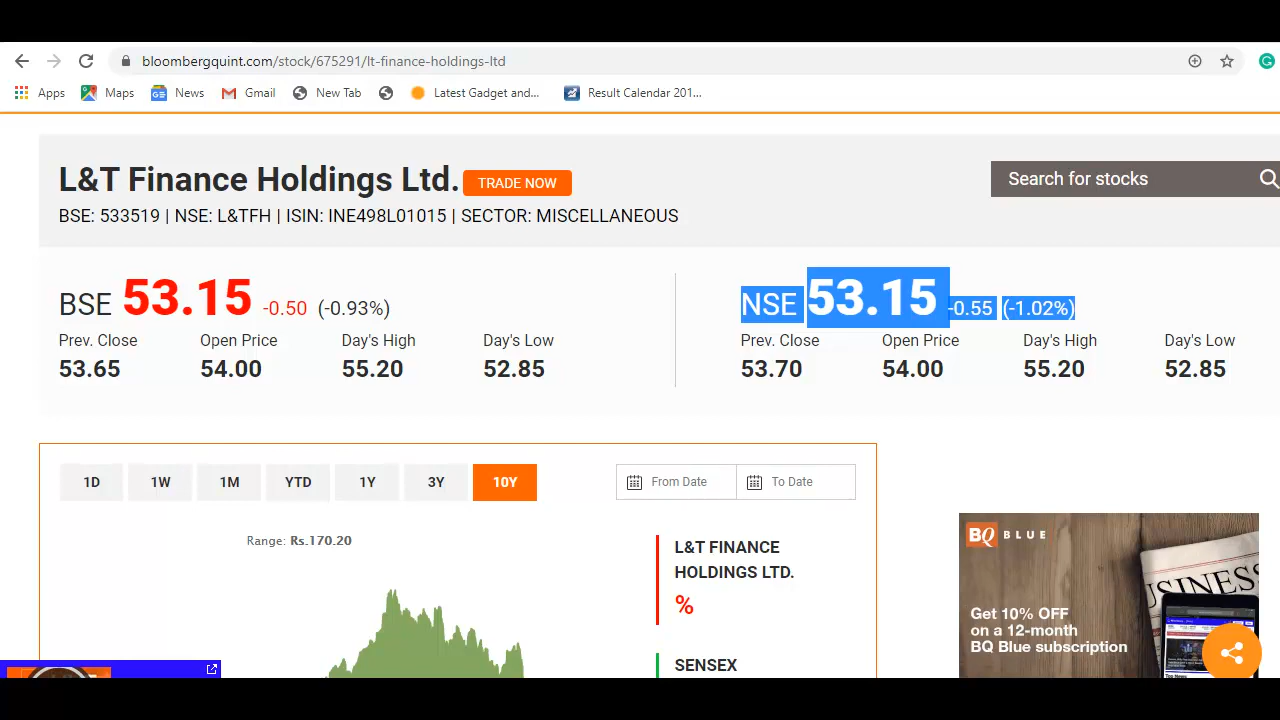 bloombergquint.com/stock/675291/lt-finance-holdings-ltd
Apps Maps News Gmail New Tab Latest Gadget and... Result Calendar 201...
L&T Finance Holdings Ltd. TRADE NOW
Search for stocks
BSE: 533519 | NSE: L&TFH | ISIN: INE498L01015 | SECTOR: MISCELLANEOUS
BSE 53.15 -0.50 (-0.93%)
Prev. Close Open Price Day's High Day's Low
53.65 54.00 55.20 52.85
NSE 53.15 -0.55 (-1.02%)
Prev. Close Open Price Day's High Day's Low
53.70 54.00 55.20 52.85
1D 1W 1M YTD 1Y 3Y 10Y
From Date To Date
Range: Rs.170.20
L&T FINANCE
HOLDINGS LTD.
%
SENSEX
BQ BLUE
BUSINESS
Get 10% OFF
on a 12-month
BQ Blue subscription